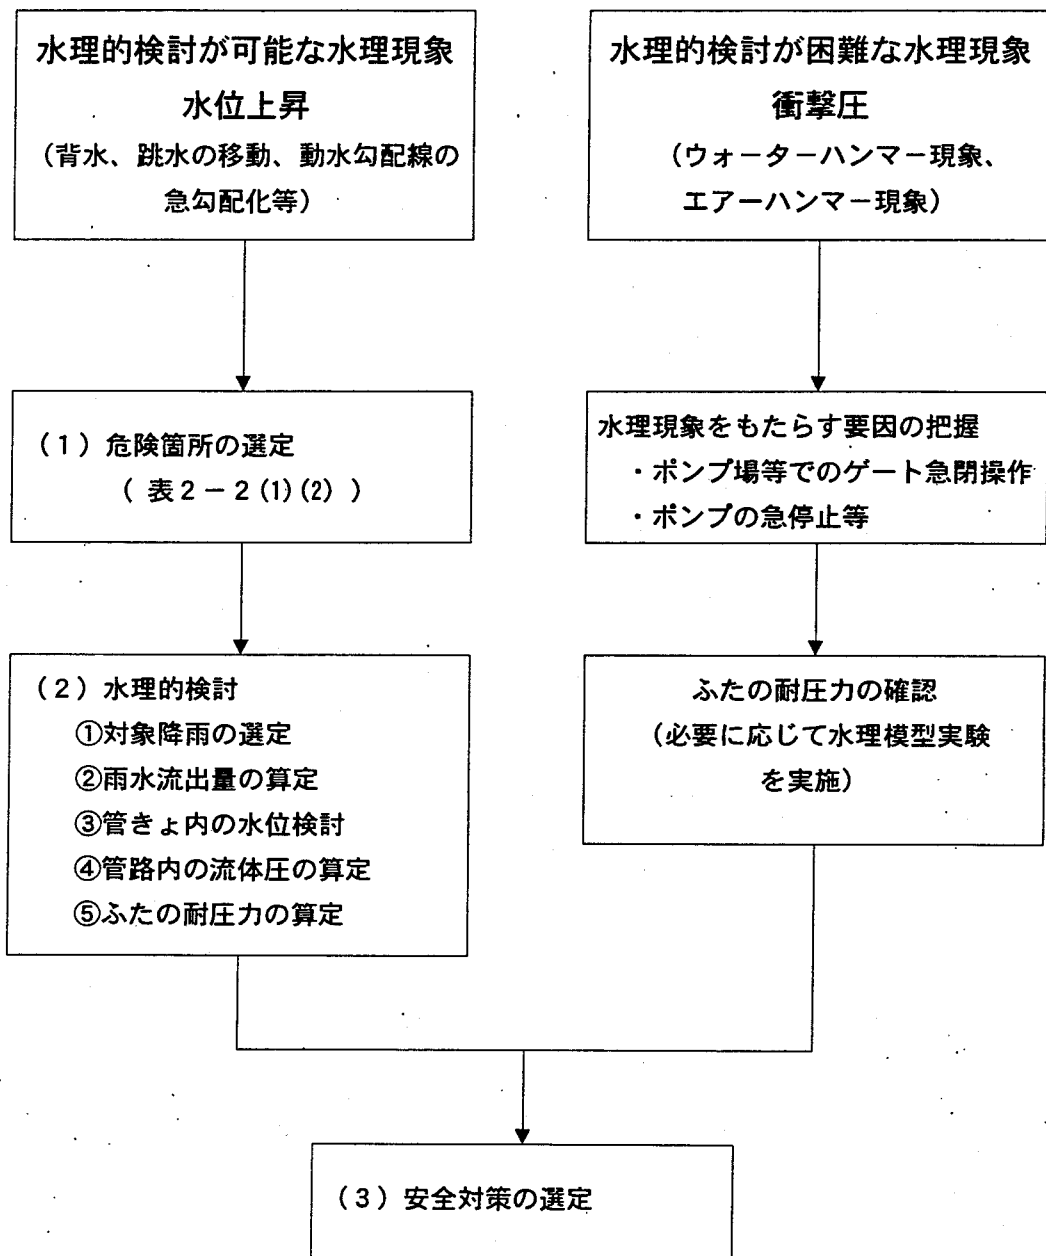 水理的検討が可能な水理現象
水位上昇
（背水、跳水の移動、動水勾配線の
急勾配化等）
水理的検討が困難な水理現象
衝撃圧
（ウォーターハンマー現象、
エアーハンマー現象）
（１）危険箇所の選定
（ 表２－２(1)(2) ）
水理現象をもたらす要因の把握
・ポンプ場等でのゲート急閉操作
・ポンプの急停止等
（２）水理的検討
①対象降雨の選定
②雨水流出量の算定
③管きょ内の水位検討
④管路内の流体圧の算定
⑤ふたの耐圧力の算定
ふたの耐圧力の確認
（必要に応じて水理模型実験
を実施）
（３）安全対策の選定